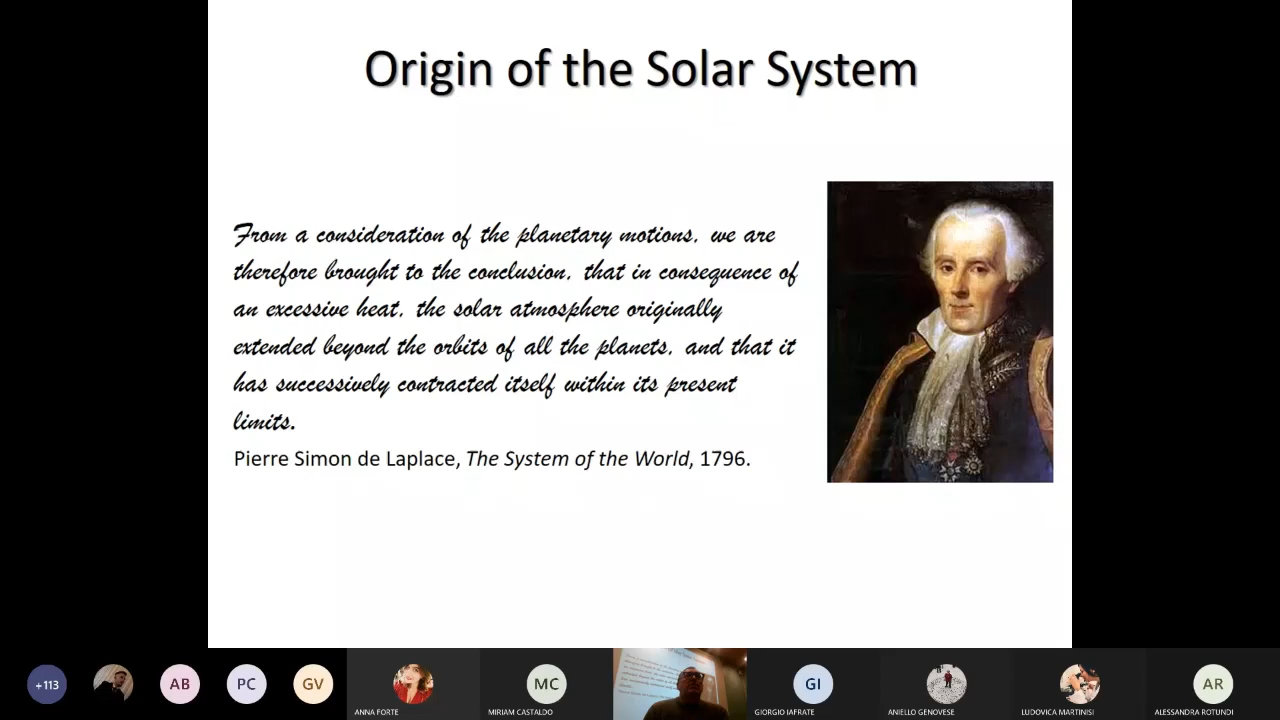 Origin of the Solar System
From a consideration of the planetary motions, we are
therefore brought to the conclusion, that in consequence of
an excessive heat, the solar atmosphere originally
extended beyond the orbits of all the planets, and that it
has successively contracted itself within its present
limits.
Pierre Simon de Laplace, The System of the World, 1796.
+113
AB
PC
GV
MC
GI
AR
ANNA FORTE
MIRIAM CASTALDO
GIORGIO IAFRATE
ANIELLO GENOVESE
LUDOVICA MARTINISI
ALESSANDRA ROTUNDI